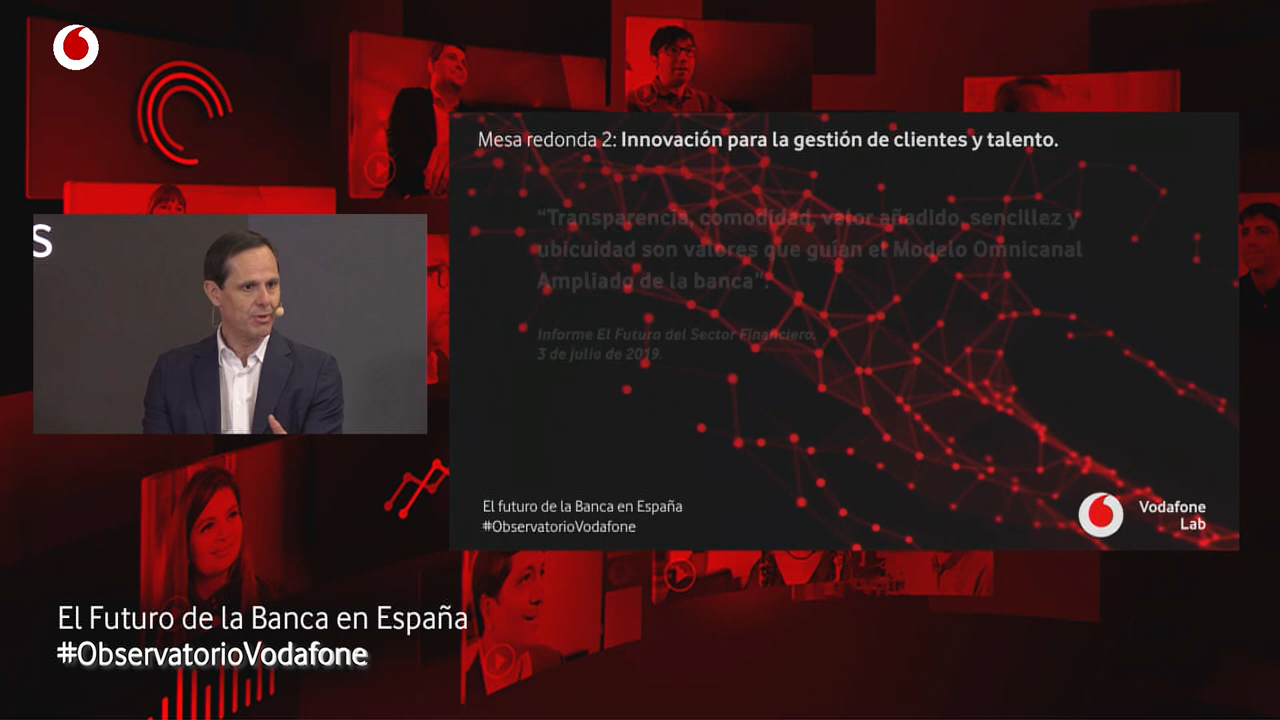 S
Mesa redonda 2: Innovación para la gestión de clientes y talento.
“Transparencia, comodidad, valor añadido, sencillez y
ubicuidad son valores que guían el Modelo Omnicanal
Ampliado de la banca”.
Informe El Futuro del Sector Financiero.
3 de julio de 2019.
El futuro de la Banca en España
#ObservatorioVodafone
Vodafone
Lab
El Futuro de la Banca en España
#ObservatorioVodafone